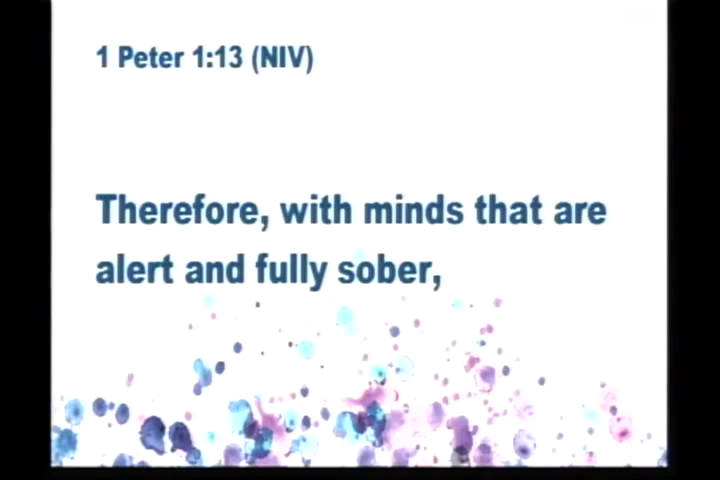 1 Peter 1:13 (NIV)
Therefore, with minds that are
alert and fully sober,